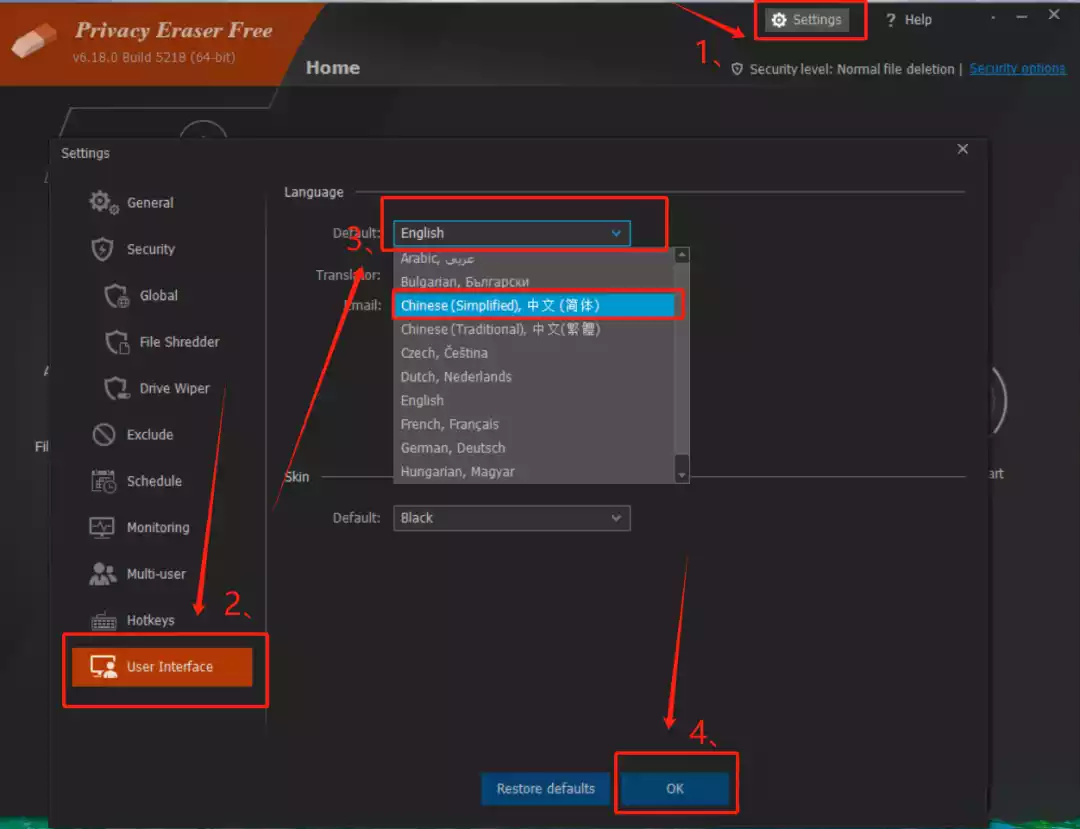 Privacy Eraser Free
v6.18.0 Build 5218 (64-bit)
Settings
? Help
1、
Home
Security level: Normal file deletion | Security options
Settings
General
Security
Global
File Shredder
Drive Wiper
Exclude
Schedule
Monitoring
Multi-user
Hotkeys
2、
User Interface
Language
3、
Default:
English
Translator:
Email:
Arabic, عربي
Bulgarian, Български
Chinese (Simplified), 中文 (简体)
Chinese (Traditional), 中文(繁體)
Czech, Čeština
Dutch, Nederlands
English
French, Français
German, Deutsch
Hungarian, Magyar
Skin
Default:
Black
4、
Restore defaults
OK
Fil
art